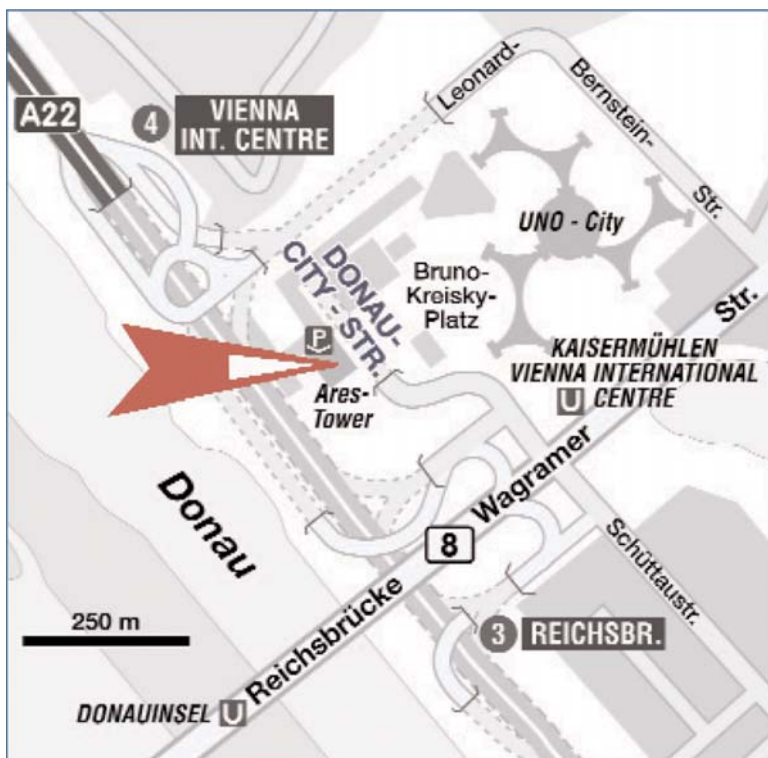 A22
4
VIENNA
INT. CENTRE
Leonard-
Bernstein-
Str.
UNO - City
DONAU-
CITY - STR.
Bruno-
Kreisky-
Platz
Str.
P
Ares-
Tower
KAISERMÜHLEN
VIENNA INTERNATIONAL
U CENTRE
Wagramer
Donau
8
Schüttaustr.
250 m
Reichsbrücke
3
REICHSBR.
DONAUINSEL U